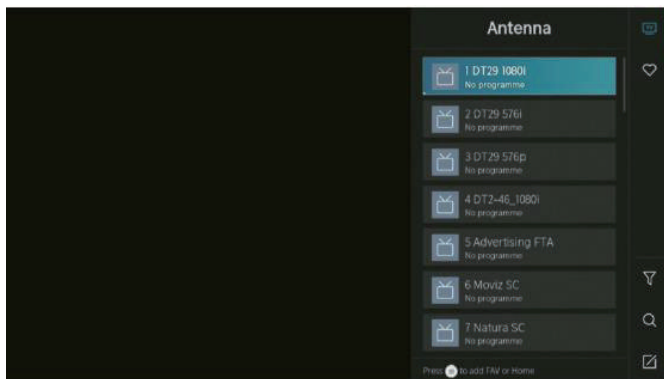 Antenna
1 DT29 1080i
No programme
2 DT29 576i
No programme
3 DT29 576p
No programme
4 DT2-46_1080i
No programme
5 Advertising FTA
No programme
6 Moviz SC
No programme
7 Natura SC
No programme
Press to add FAV or Home